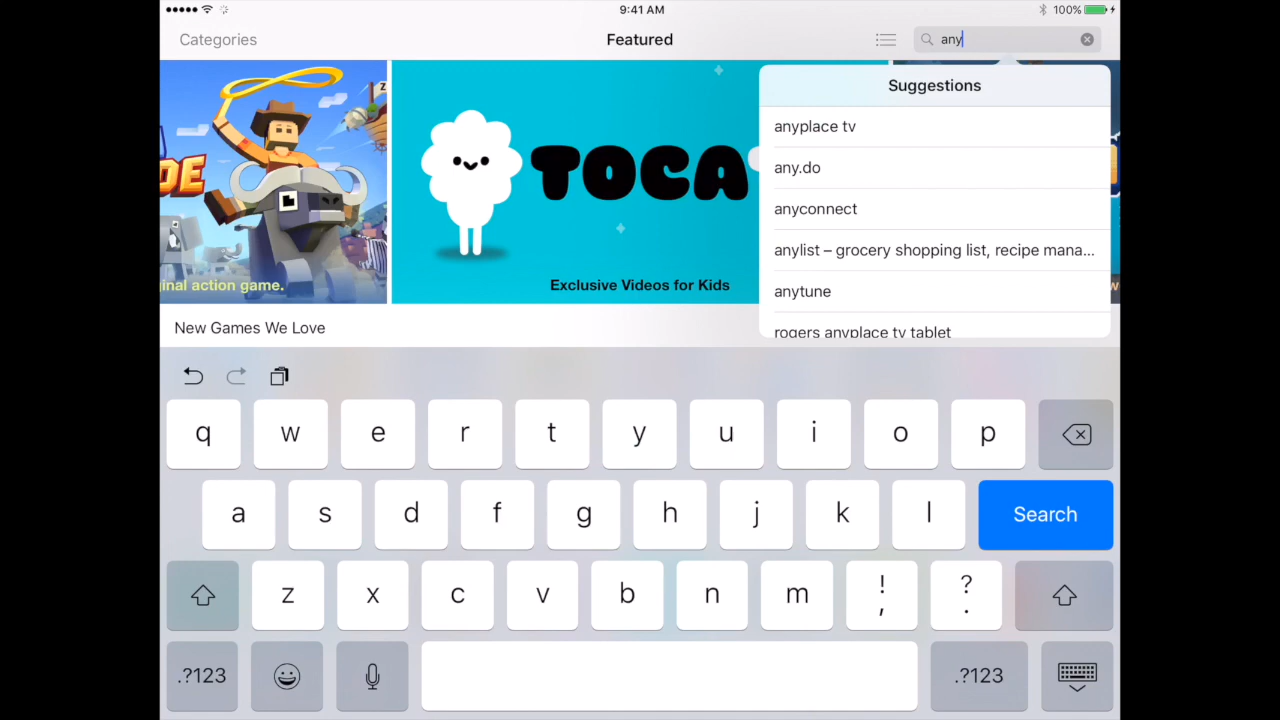 9:41 AM
100%
Categories
Featured
any
Suggestions
anyplace tv
any.do
anyconnect
anylist – grocery shopping list, recipe mana...
anytune
rogers anyplace tv tablet
Z
DE
TOCA
inal action game.
Exclusive Videos for Kids
New Games We Love
q w e r t y u i o p
a s d f g h j k l Search
z x c v b n m ! , ? .
.?123 .?123